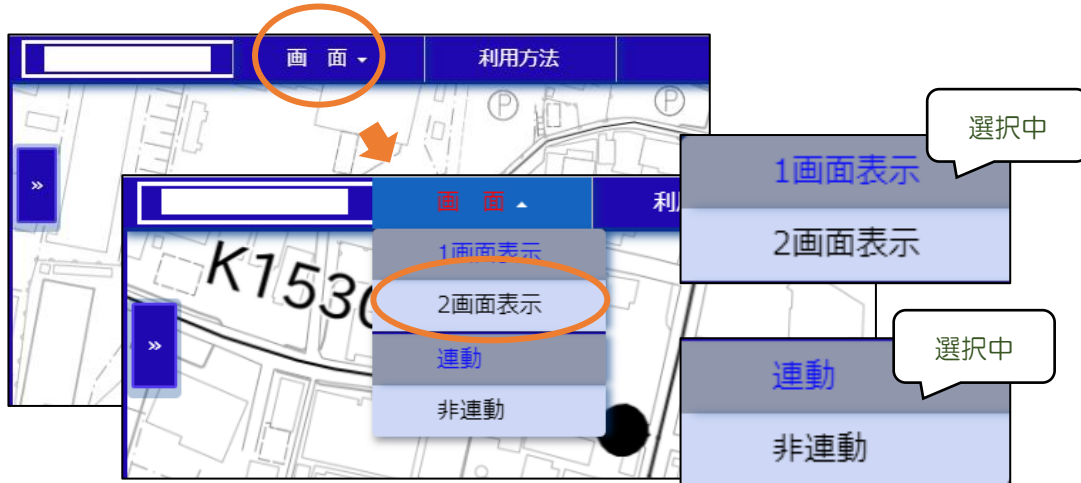 画　面
利用方法
Ⓟ
Ⓟ
»
選択中
1画面表示
2画面表示
画　面
利
1画面表示
2画面表示
連動
非連動
K153
»
選択中
連動
非連動